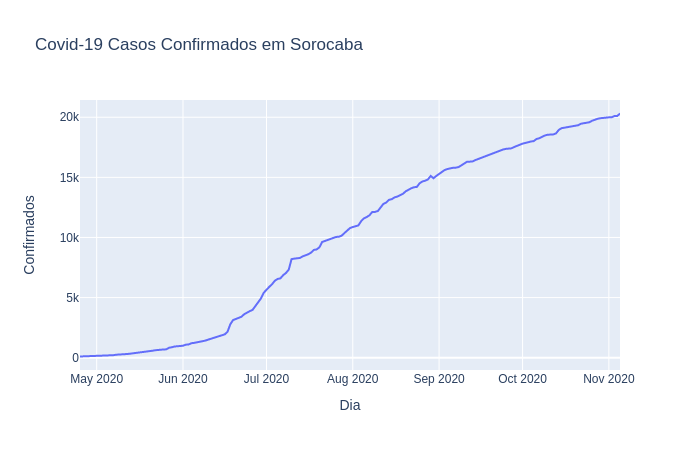 Covid-19 Casos Confirmados em Sorocaba
20k
15k
10k
5k
0
Confirmados
May 2020 Jun 2020 Jul 2020 Aug 2020 Sep 2020 Oct 2020 Nov 2020
Dia